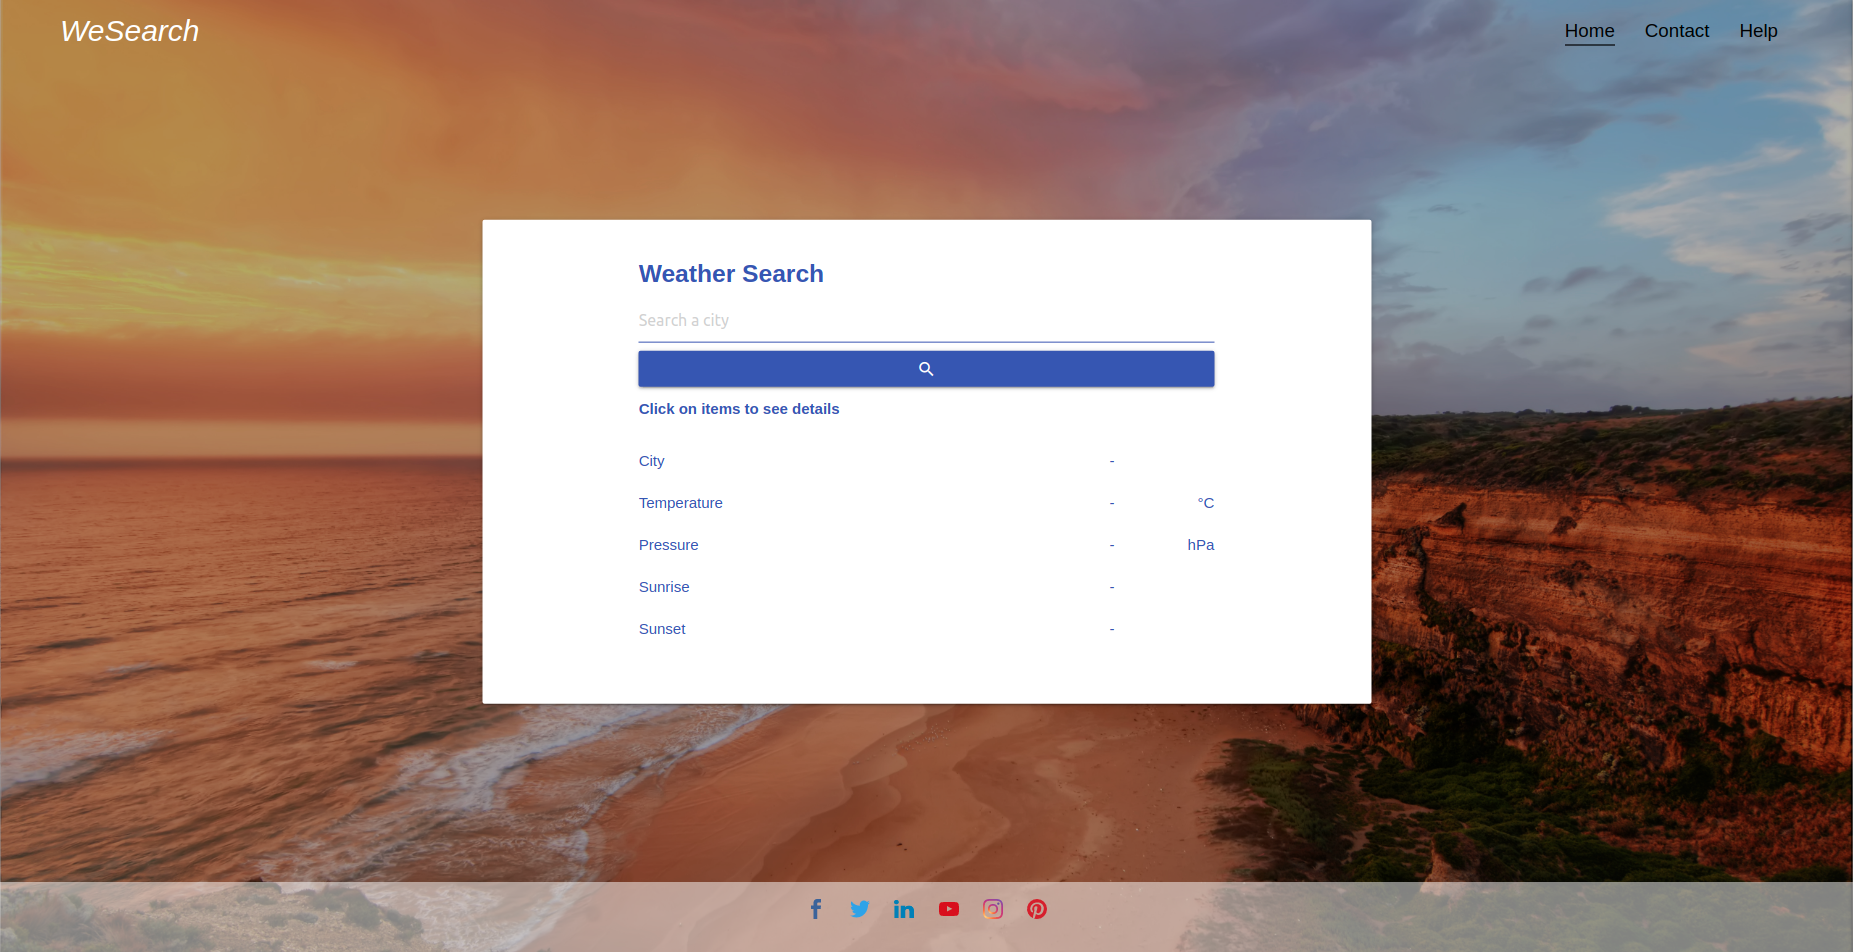 WeSearch
Home Contact Help
Weather Search
Search a city
Click on items to see details
City -
Temperature - °C
Pressure - hPa
Sunrise -
Sunset -